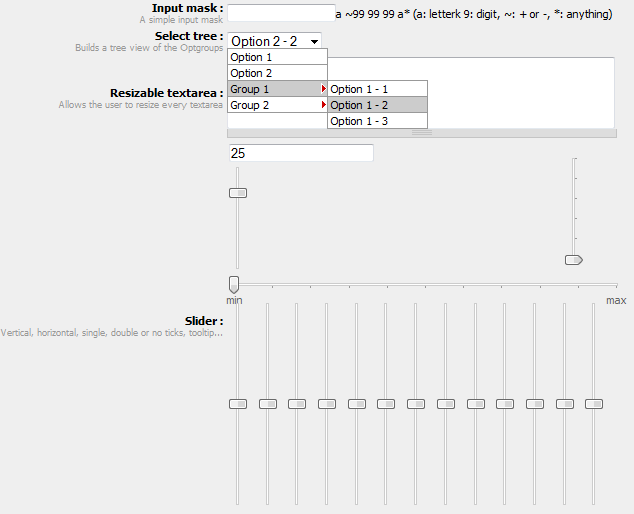 Input mask :
A simple input mask
a ~99 99 99 a* (a: letterk 9: digit, ~: + or -, *: anything)
Select tree :
Builds a tree view of the Optgroups
Option 2 - 2
Option 1
Option 2
Group 1
Group 2
Option 1 - 1
Option 1 - 2
Option 1 - 3
Resizable textarea :
Allows the user to resize every textarea
25
min
max
Slider :
Vertical, horizontal, single, double or no ticks, tooltip...